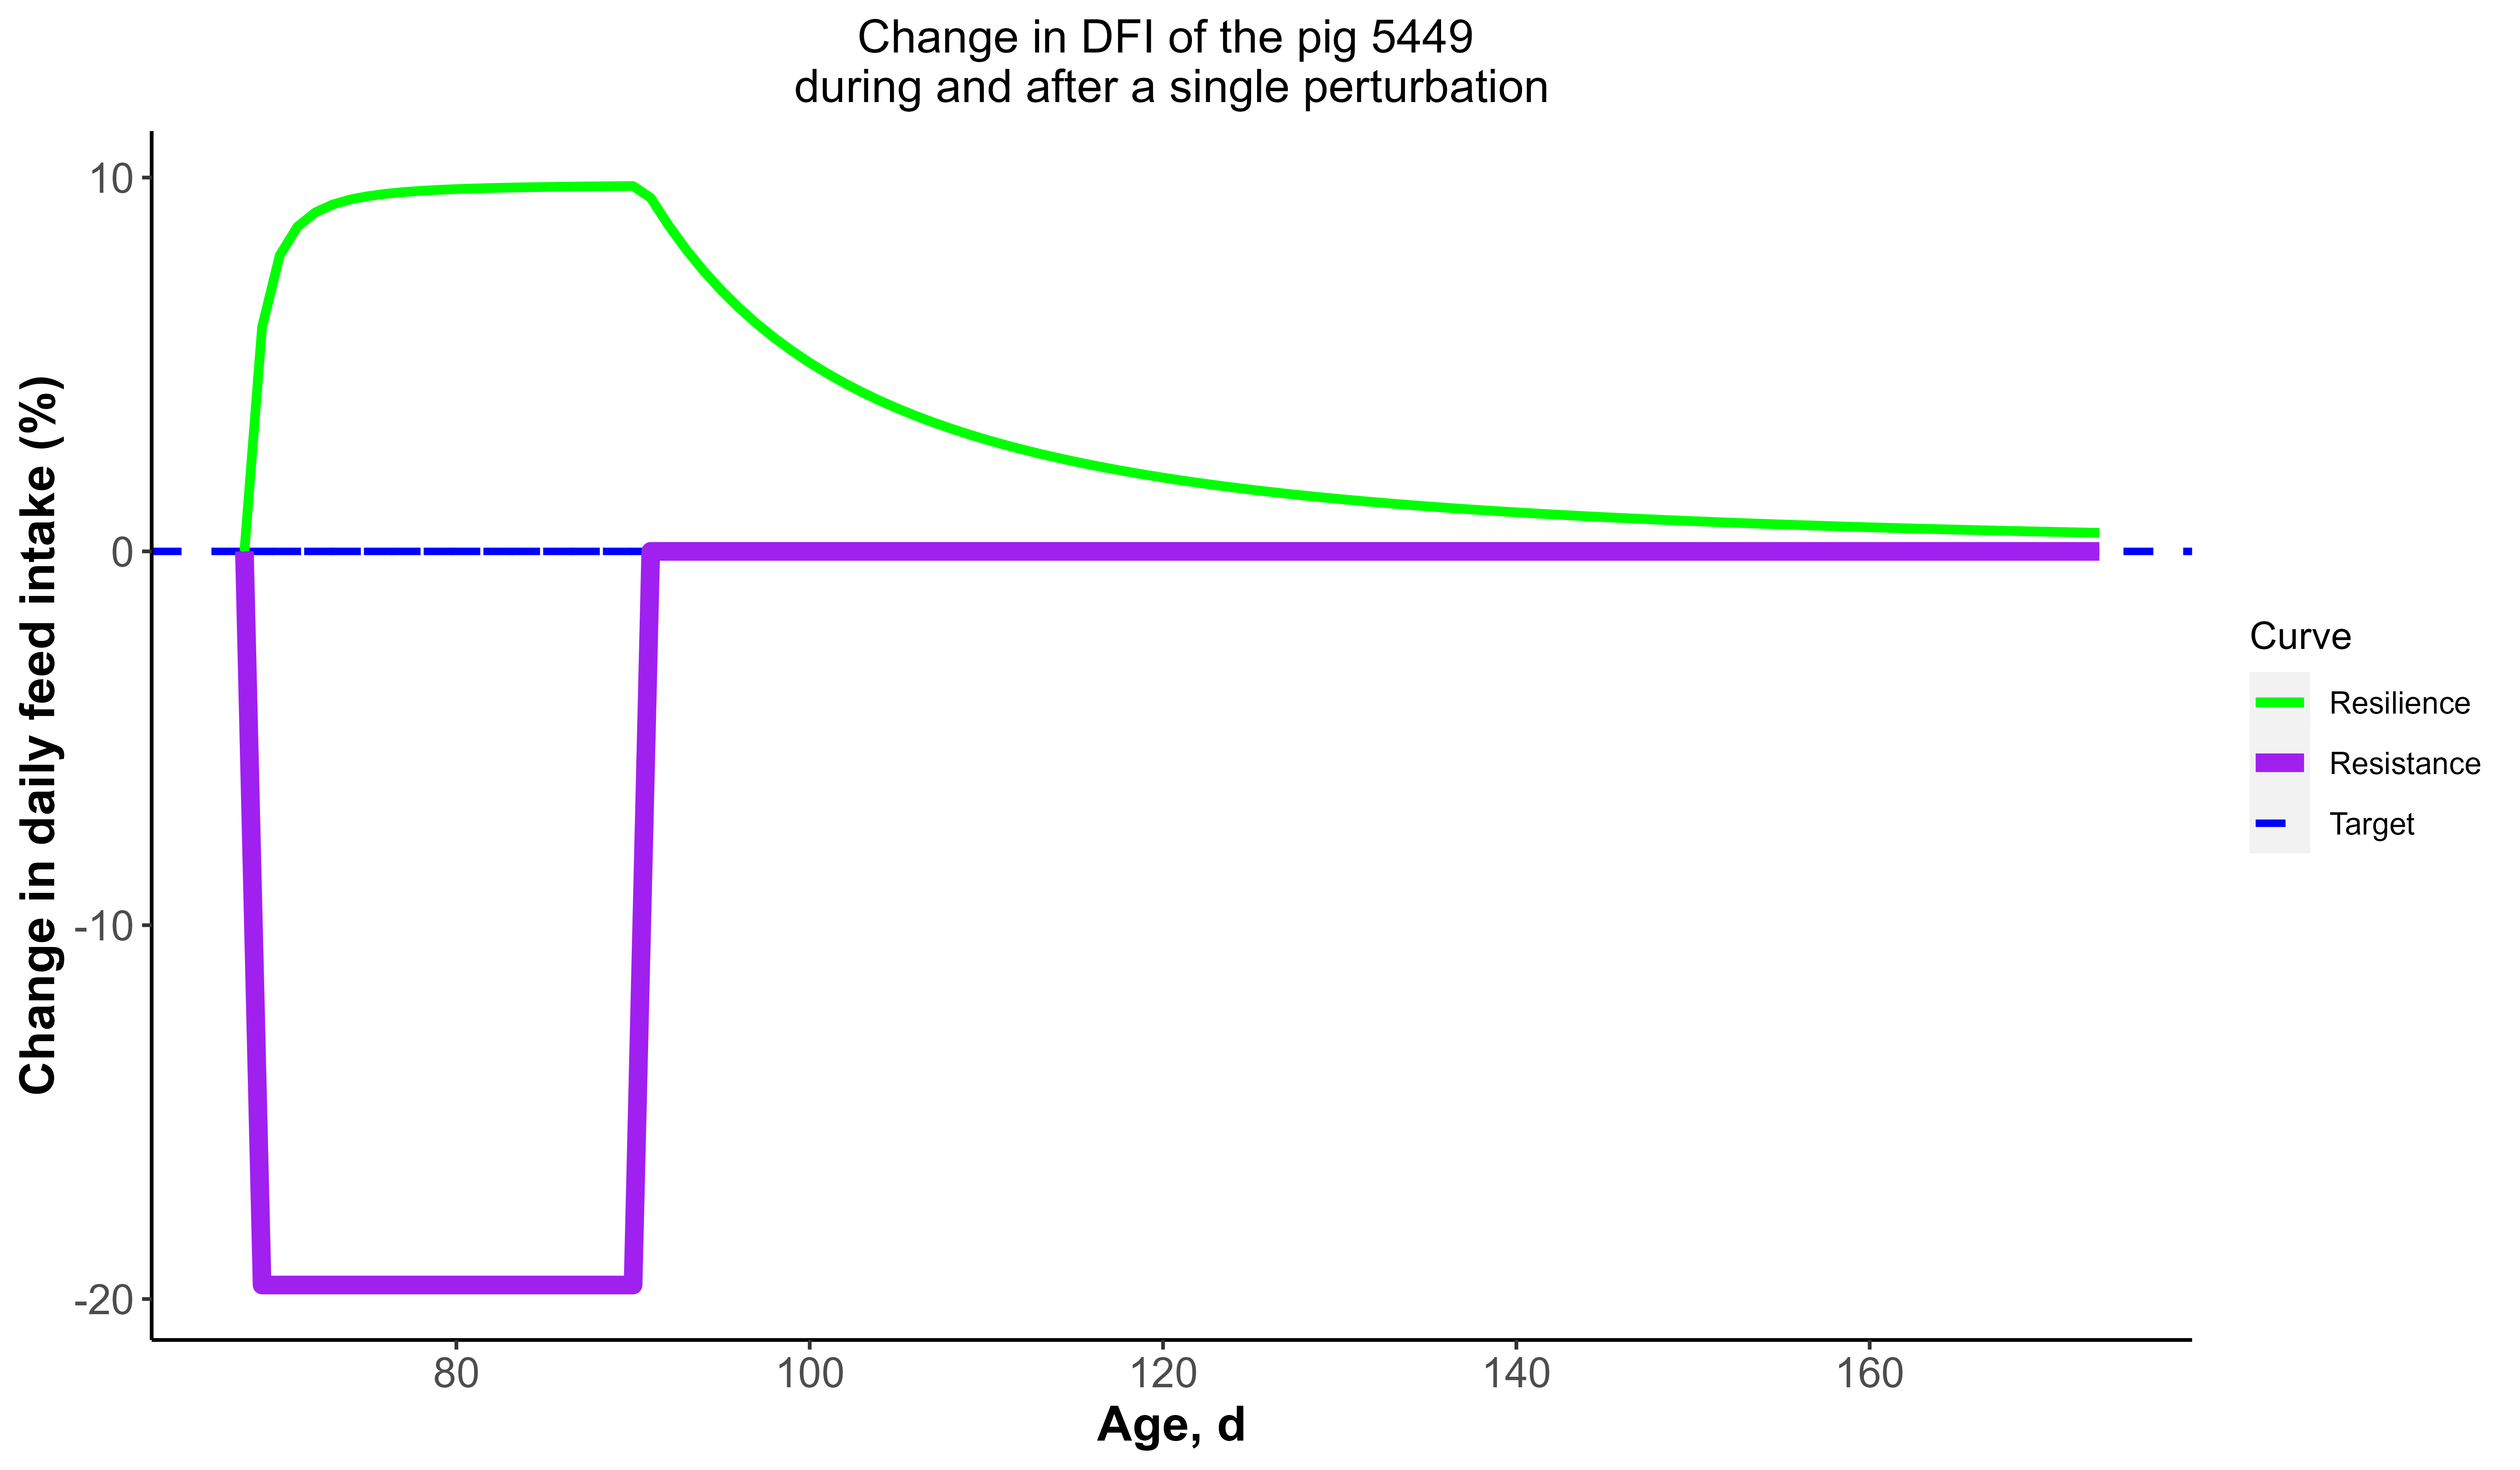 Change in DFI of the pig 5449
during and after a single perturbation
Change in daily feed intake (%)
10
0
-10
-20
80
100
120
140
160
Age, d
Curve
Resilience
Resistance
Target